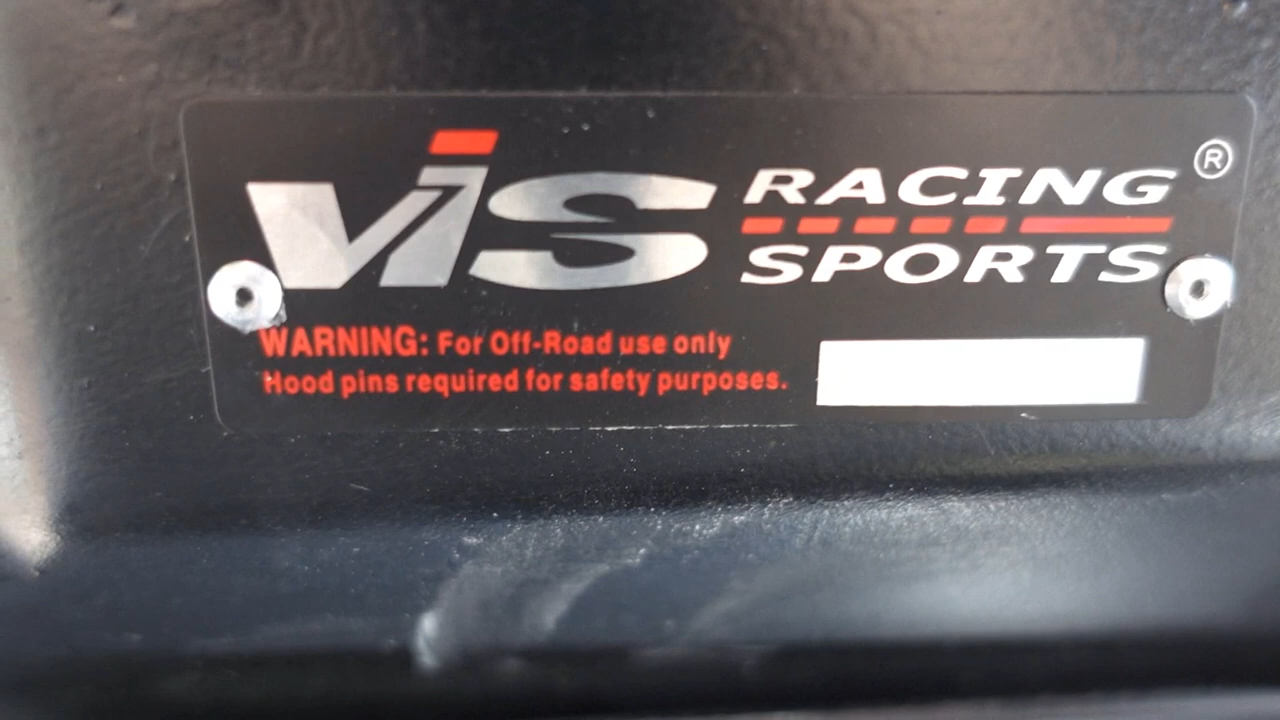 VIS RACING ®
SPORTS
WARNING: For Off-Road use only
Hood pins required for safety purposes.